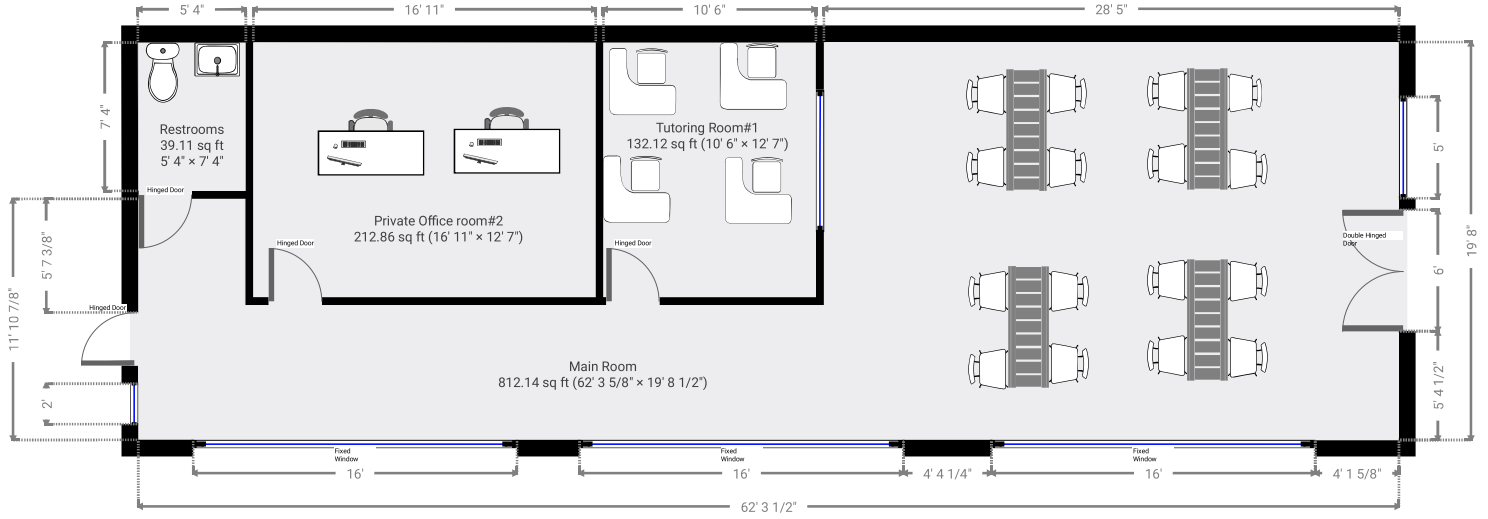 5' 4"
16' 11"
10' 6"
28' 5"
7' 4"
Restrooms
39.11 sq ft
5' 4" × 7' 4"
Hinged Door
Tutoring Room#1
132.12 sq ft (10' 6" × 12' 7")
5'
Private Office room#2
212.86 sq ft (16' 11" × 12' 7")
Hinged Door
Hinged Door
Double Hinged
Door
19' 8"
5' 7 3/8"
6'
11' 10 7/8"
Hinged Door
Main Room
812.14 sq ft (62' 3 5/8" × 19' 8 1/2")
2'
5' 4 1/2"
Fixed
Window
Fixed
Window
Fixed
Window
16'
16'
4' 4 1/4"
16'
4' 1 5/8"
62' 3 1/2"